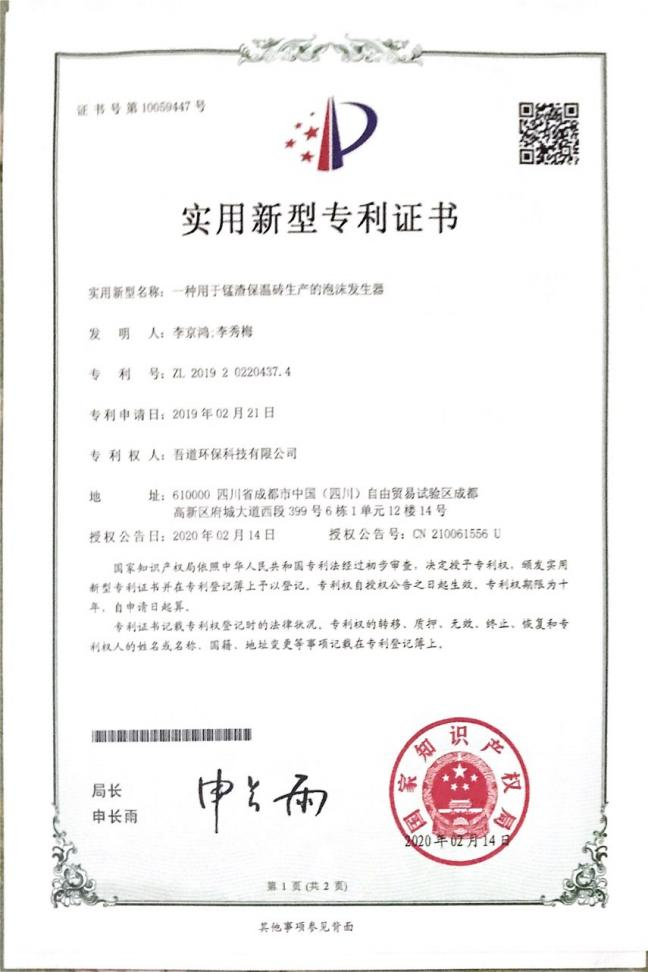 证书号第10059447号
实用新型专利证书
实用新型名称：一种用于锰渣保温砖生产的泡沫发生器
发 明 人：李京鸿;李秀梅
专 利 号：ZL 2019 2 0220437.4
专利申请日：2019年02月21日
专 利 权 人：吾道环保科技有限公司
地 址：610000 四川省成都市中国（四川）自由贸易试验区成都
高新区府城大道西段399号6栋1单元12楼14号
授权公告日：2020年02月14日 授权公告号：CN 210061556 U
国家知识产权局依照中华人民共和国专利法经过初步审查，决定授予专利权，颁发实用
新型专利证书并在专利登记簿上予以登记。专利权自授权公告之日起生效。专利权期限为十
年，自申请日起算。
专利证书记载专利权登记时的法律状况。专利权的转移、质押、无效、终止、恢复和专
利权人的姓名或名称、国籍、地址变更等事项记载在专利登记簿上。
局长
申长雨
申长雨
国家知识产权局
2020年02月14日
第 1 页 (共 2 页)
其他事项参见背面